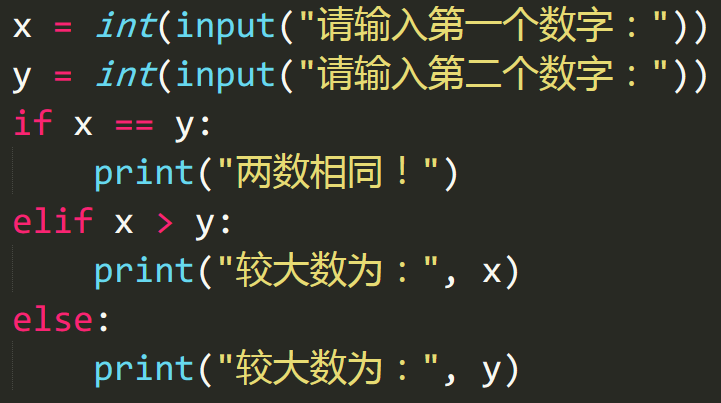 x = int(input("请输入第一个数字："))
y = int(input("请输入第二个数字："))
if x == y:
    print("两数相同！")
elif x > y:
    print("较大数为：", x)
else:
    print("较大数为：", y)